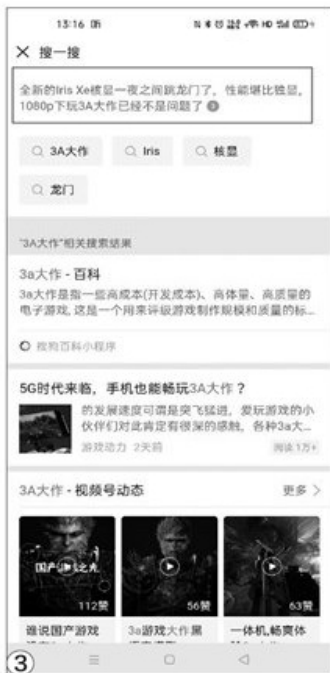 13:16
HD 5G
搜一搜
全新的Iris Xe核显一夜之间跳龙门了，性能堪比独显，
1080p下玩3A大作已经不是问题了
3A大作
Iris
核显
龙门
"3A大作"相关搜索结果
3a大作 - 百科
3a大作是指一些高成本(开发成本)、高体量、高质量的
电子游戏, 这是一个用来评级游戏制作规模和质量的标...
搜狗百科小程序
5G时代来临，手机也能畅玩3A大作？
的发展速度可谓是突飞猛进，爱玩游戏的小
伙伴们对此肯定有很深的感触，各种3a大...
游戏动力 2天前
阅读 1万+
3A大作 - 视频号动态
更多
112赞
56赞
63赞
谁说国产游戏
3a游戏大作黑
一体机,畅爽体
③